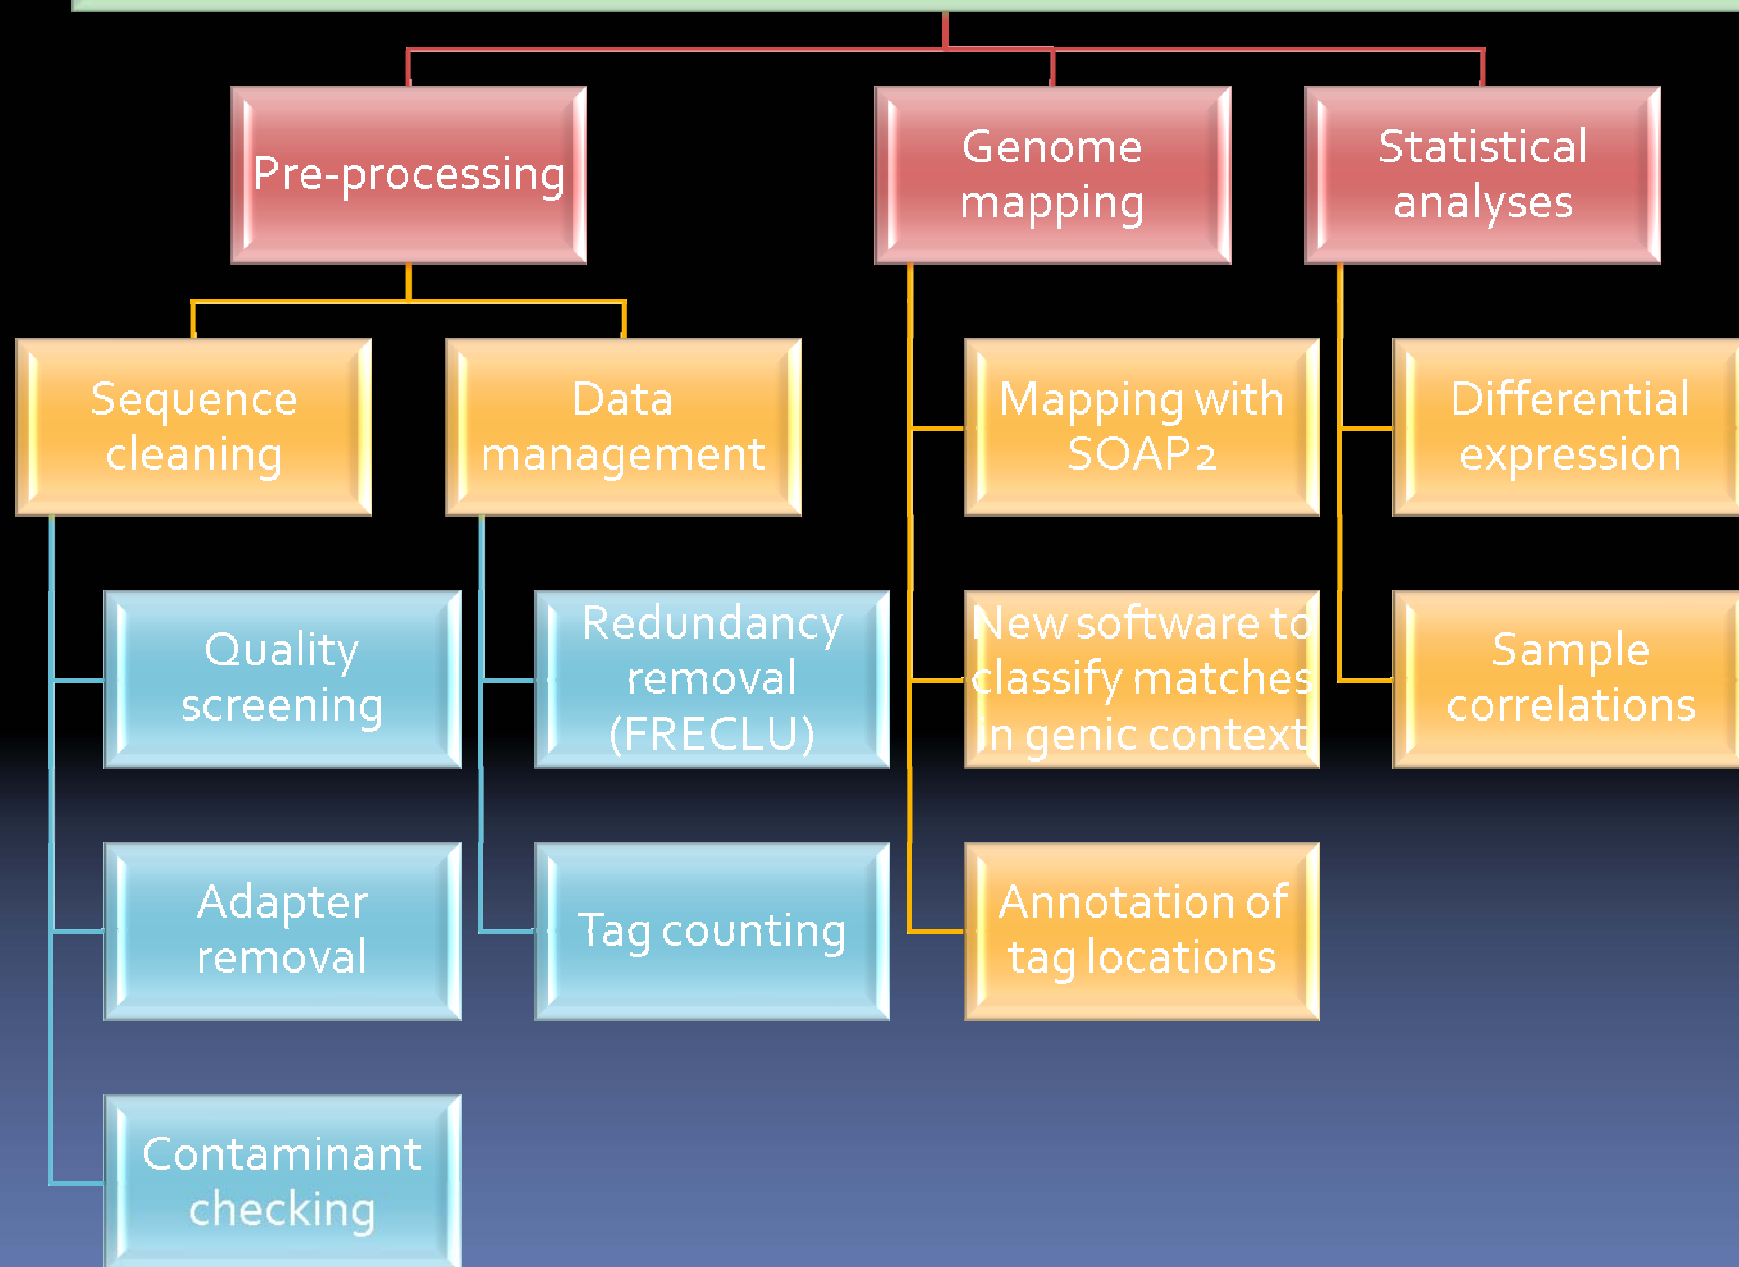 Pre-processing
Genome
mapping
Statistical
analyses
Sequence
cleaning
Data
management
Mapping with
SOAP2
Differential
expression
Quality
screening
Redundancy
removal
(FRECLU)
New software to
classify matches
in genic context
Sample
correlations
Adapter
removal
Tag counting
Annotation of
tag locations
Contaminant
checking